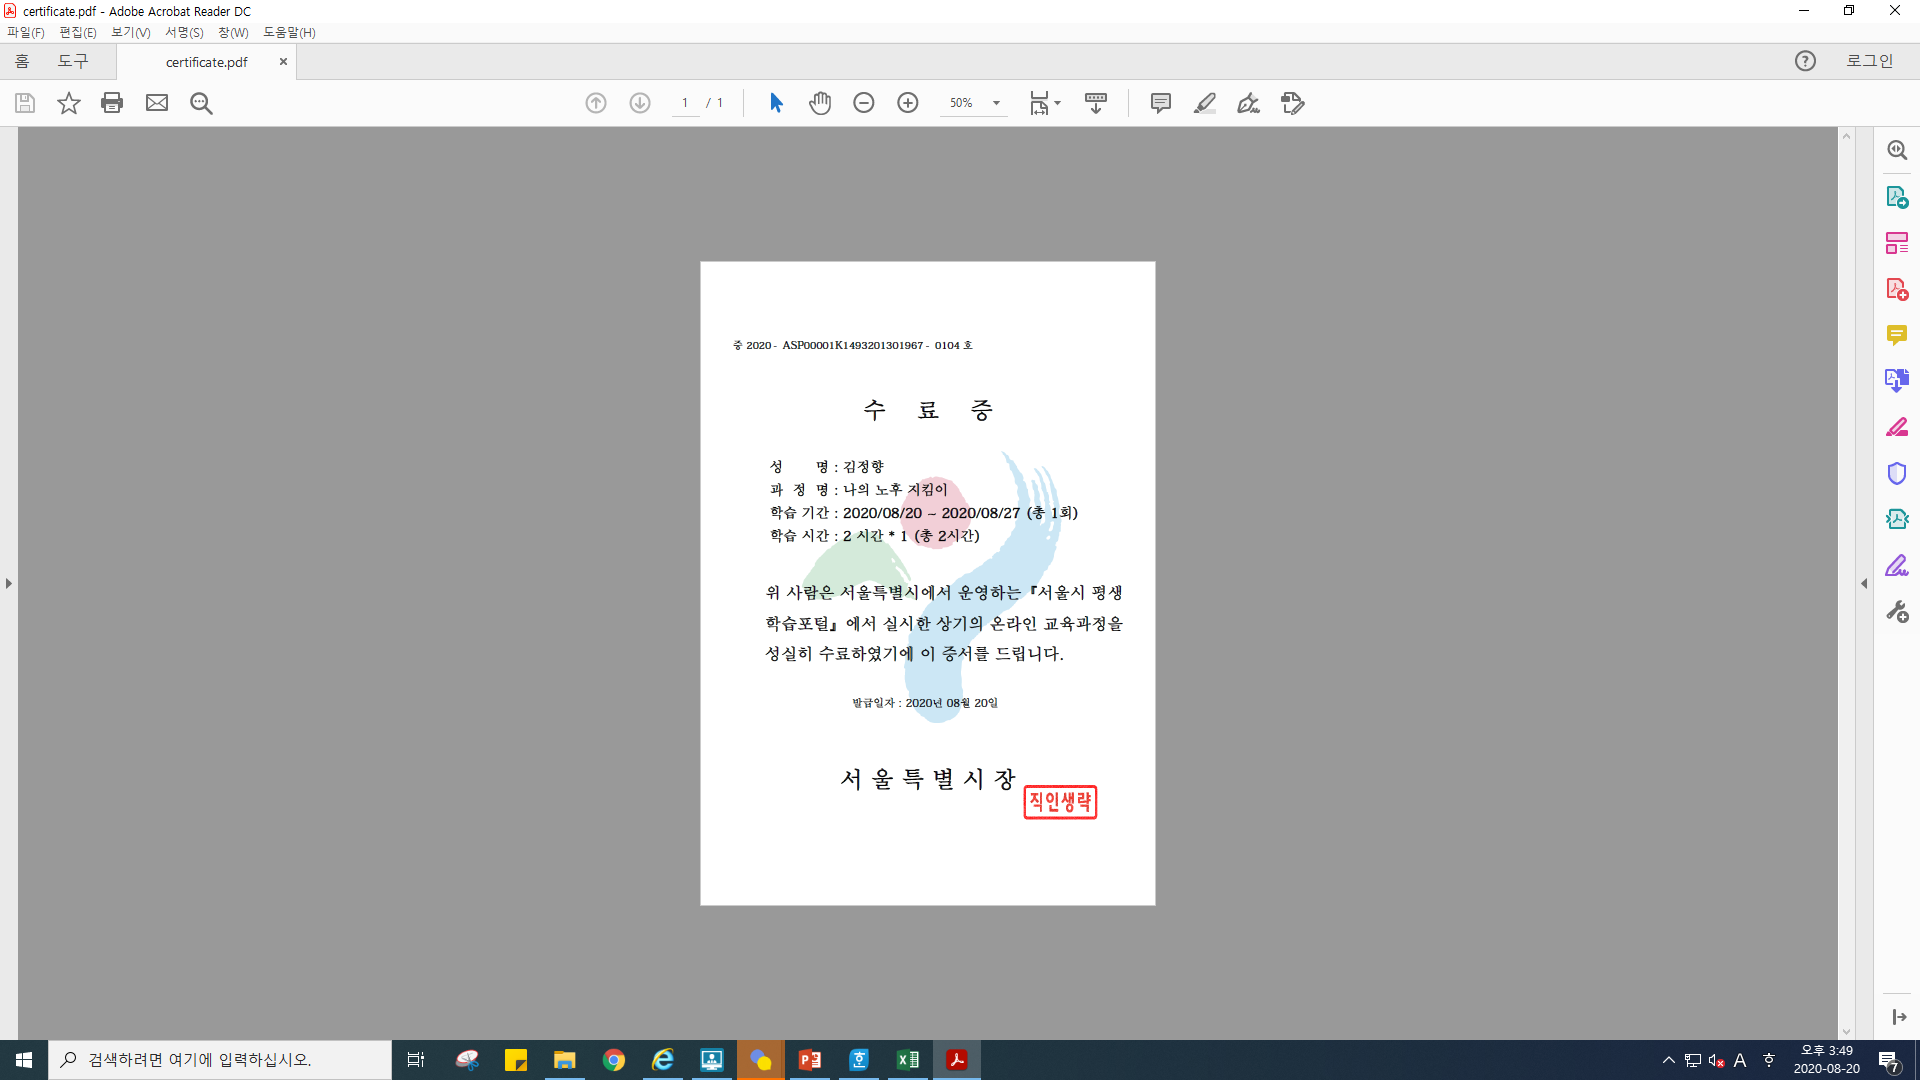 certificate.pdf - Adobe Acrobat Reader DC
파일(F) 편집(E) 보기(V) 서명(S) 창(W) 도움말(H)
홈 도구 certificate.pdf 로그인
1 / 1 50%
증 2020 - ASP00001K1493201301967 - 0104 호
수 료 증
성 명 : 김정향
과 정 명 : 나의 노후 지킴이
학습 기간 : 2020/08/20 ~ 2020/08/27 (총 1회)
학습 시간 : 2 시간 * 1 (총 2시간)
위 사람은 서울특별시에서 운영하는 『서울시 평생
학습포털』에서 실시한 상기의 온라인 교육과정을
성실히 수료하였기에 이 증서를 드립니다.
발급일자 : 2020년 08월 20일
서 울 특 별 시 장
직인생략
검색하려면 여기에 입력하십시오.
A 한
오후 3:49
2020-08-20
7